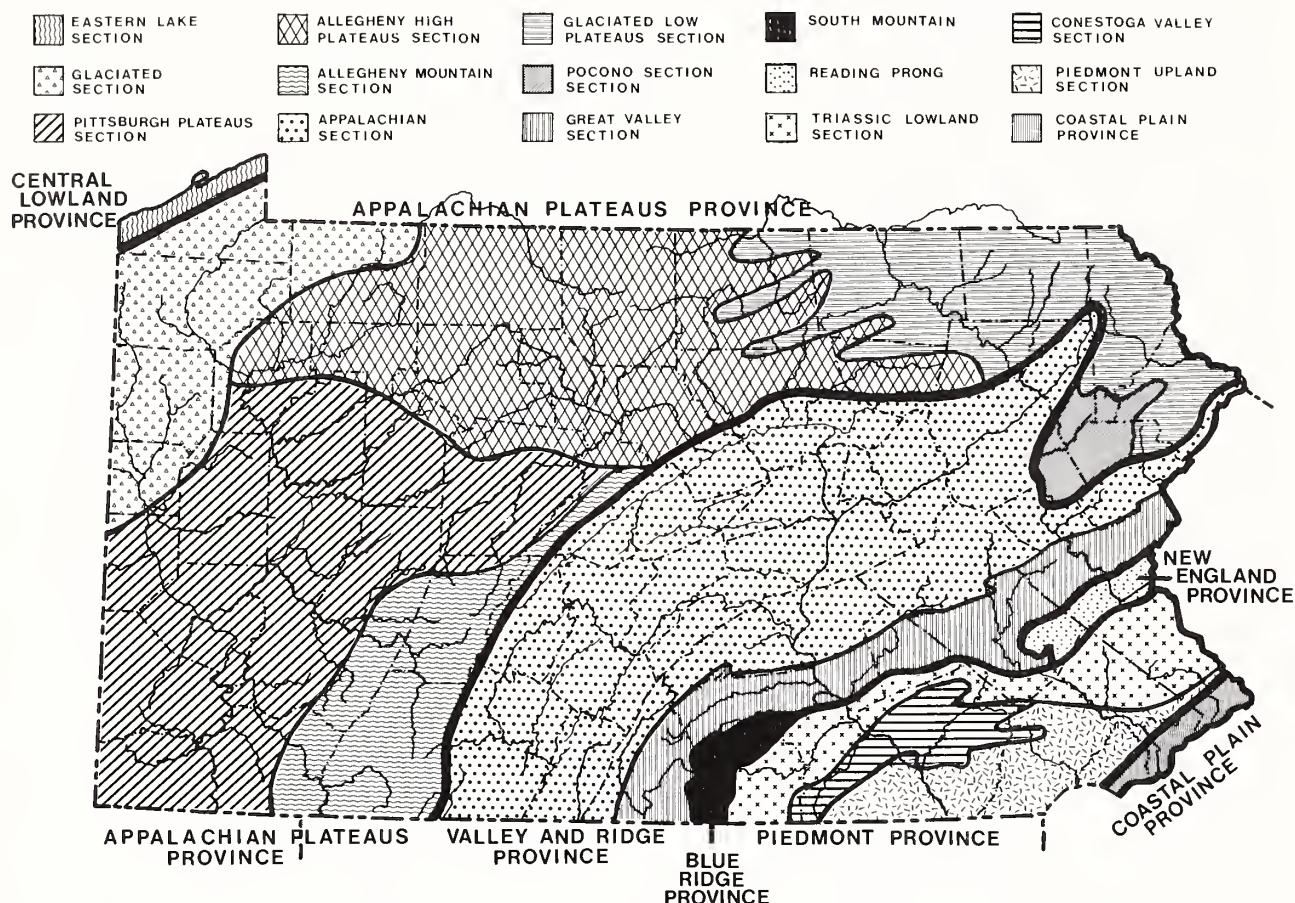 EASTERN LAKE
SECTION
ALLEGHENY HIGH
PLATEAUS SECTION
GLACIATED LOW
PLATEAUS SECTION
SOUTH MOUNTAIN
CONESTOGA VALLEY
SECTION
GLACIATED
SECTION
ALLEGHENY MOUNTAIN
SECTION
POCONO SECTION
SECTION
READING PRONG
PIEDMONT UPLAND
SECTION
PITTSBURGH PLATEAUS
SECTION
APPALACHIAN
SECTION
GREAT VALLEY
SECTION
TRIASSIC LOWLAND
SECTION
COASTAL PLAIN
PROVINCE
CENTRAL
LOWLAND
PROVINCE
APPALACHIAN PLATEAUS PROVINCE
NEW
ENGLAND
PROVINCE
COASTAL PLAIN
PROVINCE
APPALACHIAN PLATEAUS
PROVINCE
VALLEY AND RIDGE
PROVINCE
BLUE
RIDGE
PROVINCE
PIEDMONT PROVINCE